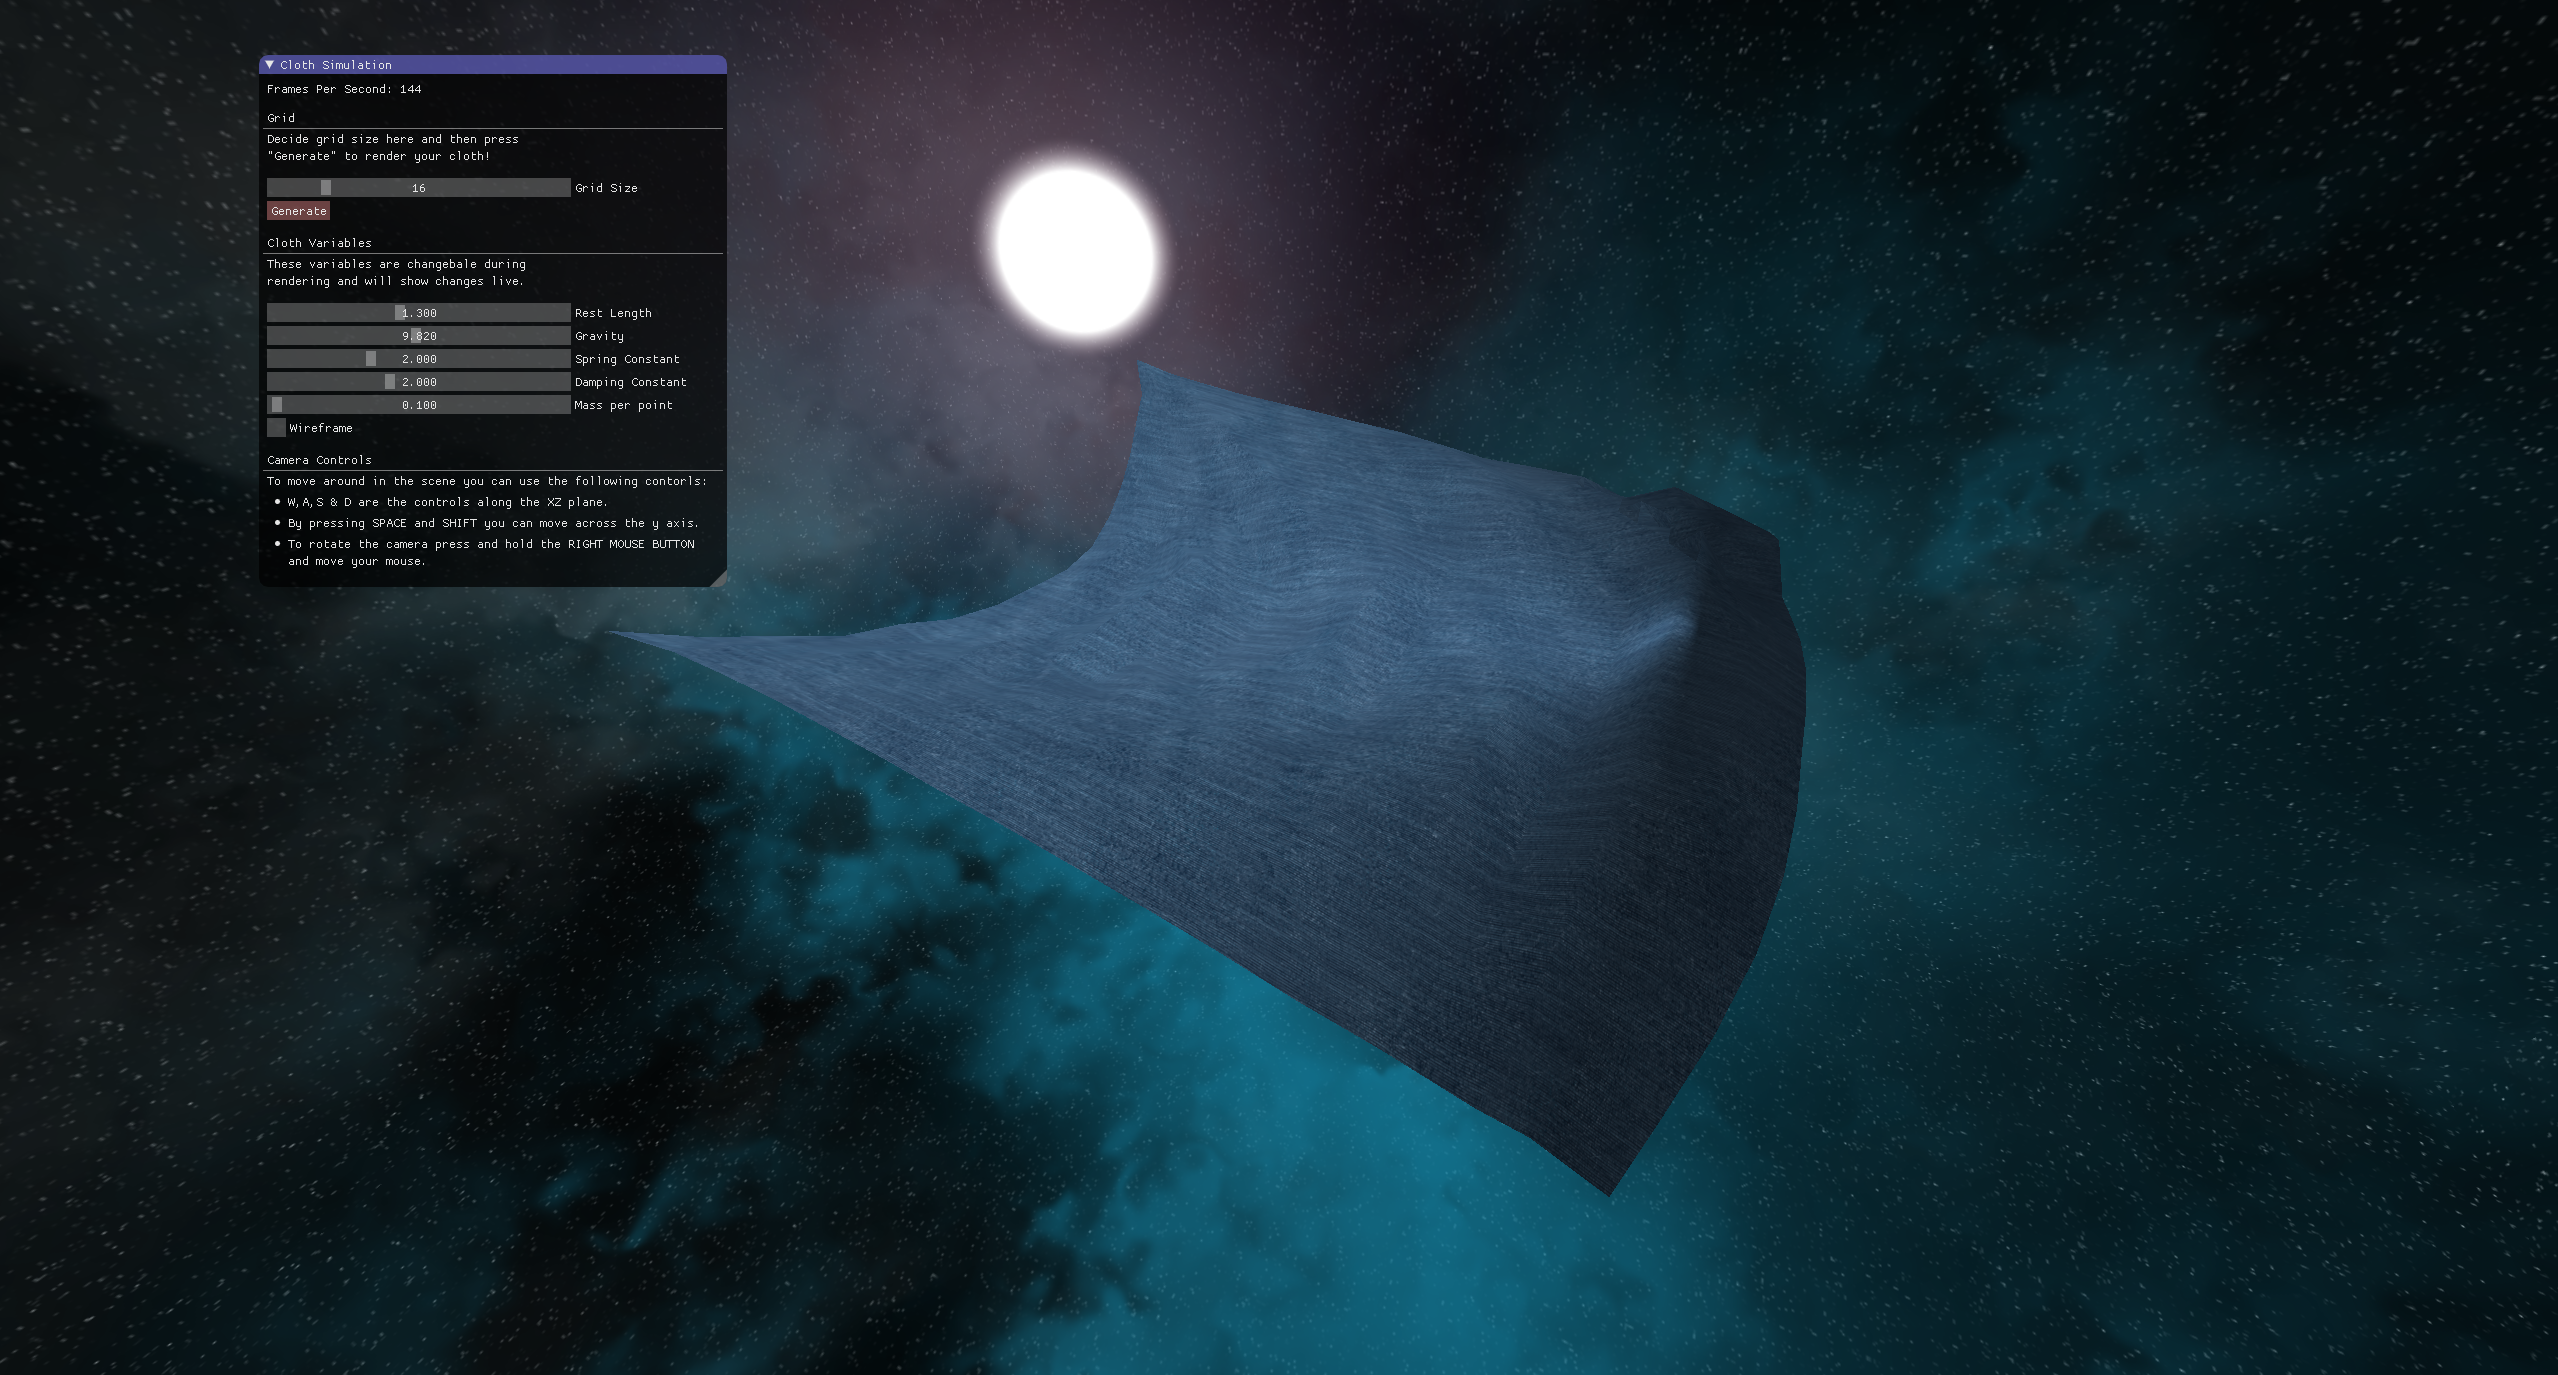 Cloth Simulation
Frames Per Second: 144
Grid
Decide grid size here and then press
"Generate" to render your cloth!
16 Grid Size
Generate
Cloth Variables
These variables are changebale during
rendering and will show changes live.
1.300 Rest Length
9.820 Gravity
2.000 Spring Constant
2.000 Damping Constant
0.100 Mass per point
Wireframe
Camera Controls
To move around in the scene you can use the following contorls:
• W,A,S & D are the controls along the XZ plane.
• By pressing SPACE and SHIFT you can move across the y axis.
• To rotate the camera press and hold the RIGHT MOUSE BUTTON
and move your mouse.